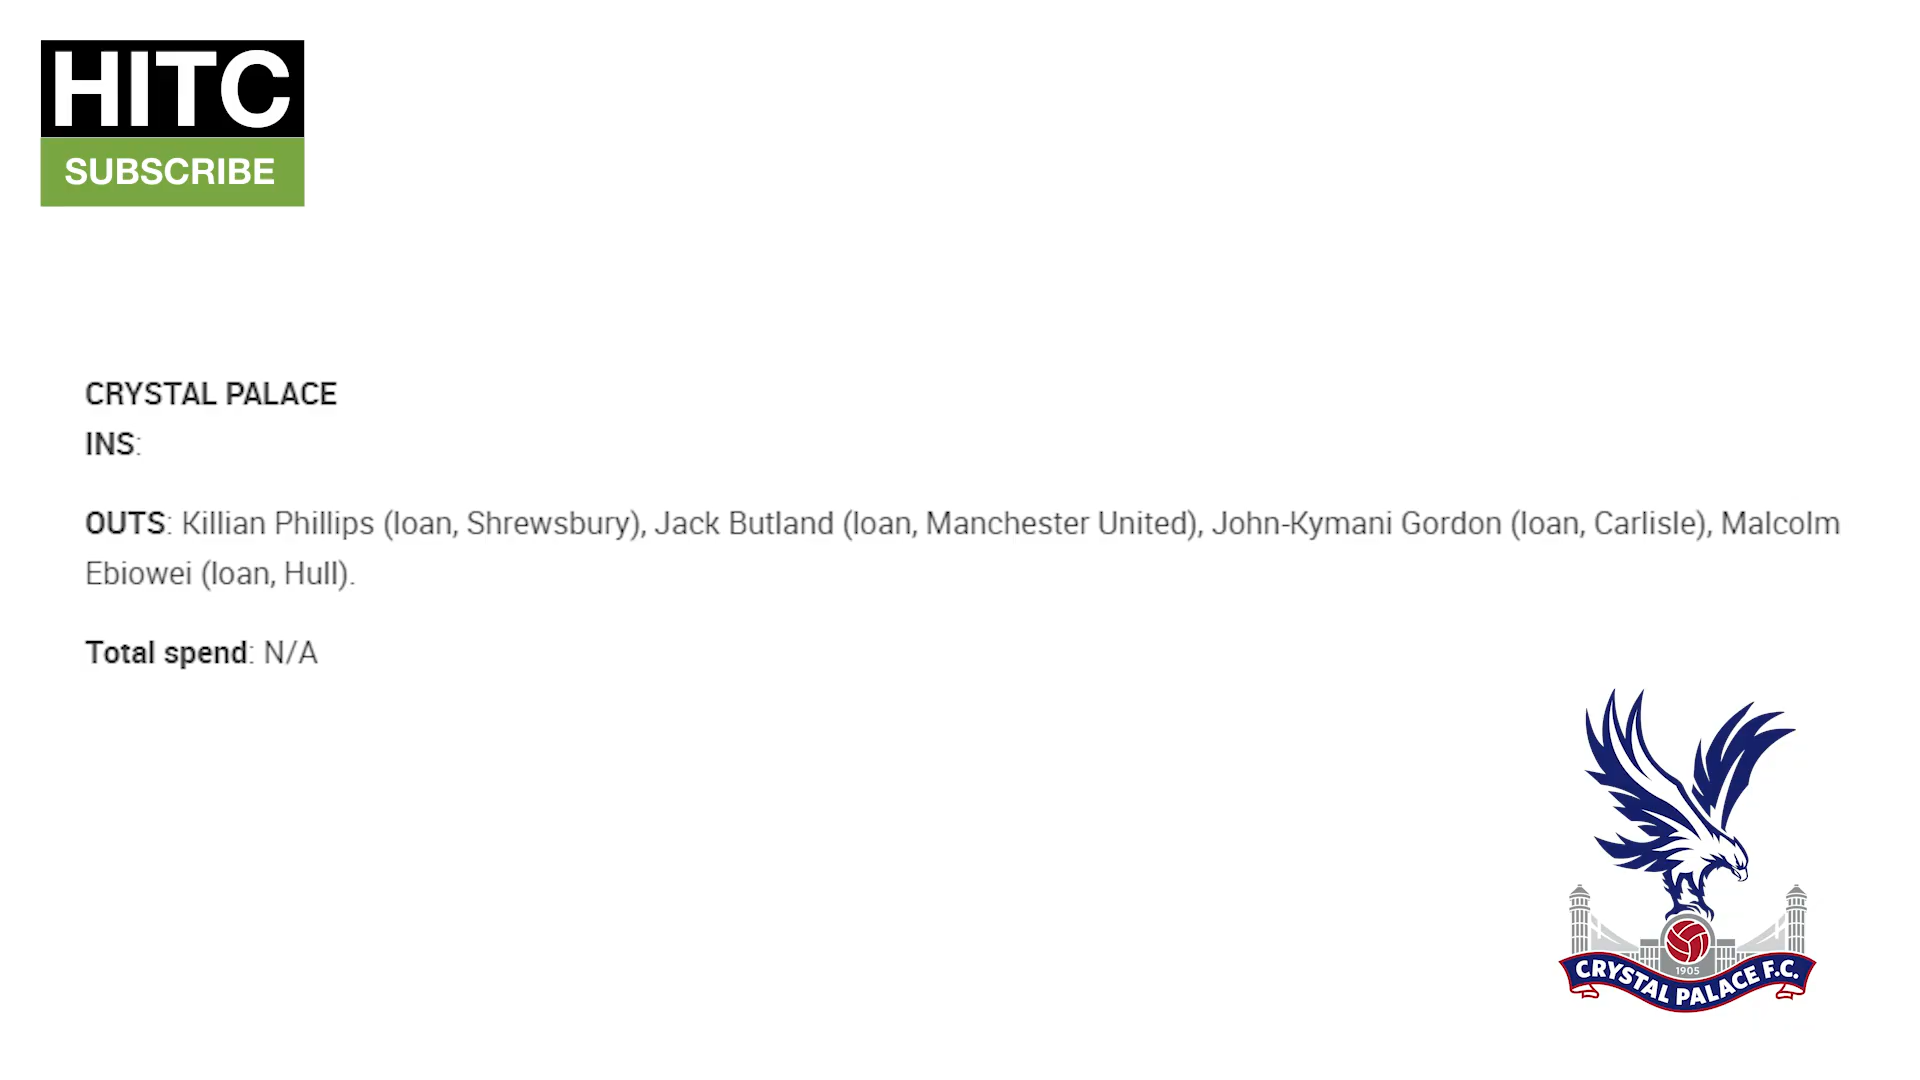 HITC
SUBSCRIBE
CRYSTAL PALACE
INS:
OUTS: Killian Phillips (loan, Shrewsbury), Jack Butland (loan, Manchester United), John-Kymani Gordon (loan, Carlisle), Malcolm
Ebiowei (loan, Hull).
Total spend: N/A
1905
CRYSTAL PALACE F.C.